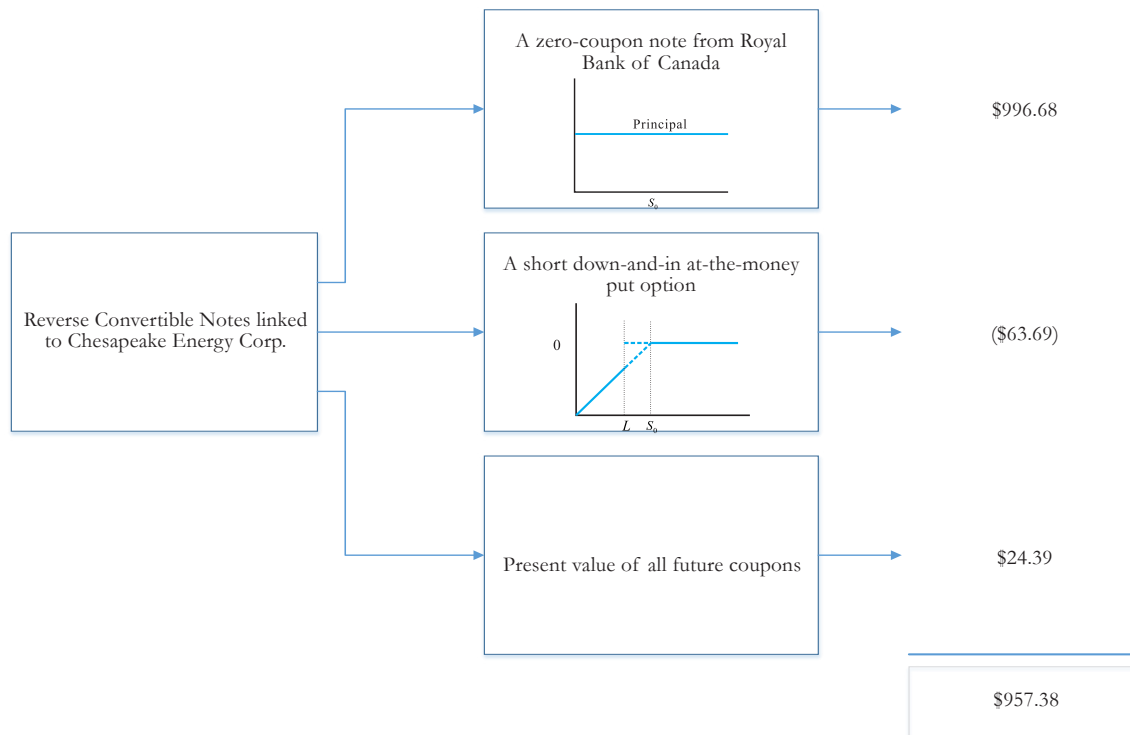 A zero-coupon note from Royal
Bank of Canada
Principal
S₀
$996.68
Reverse Convertible Notes linked
to Chesapeake Energy Corp.
A short down-and-in at-the-money
put option
0
L
S₀
($63.69)
Present value of all future coupons
$24.39
$957.38